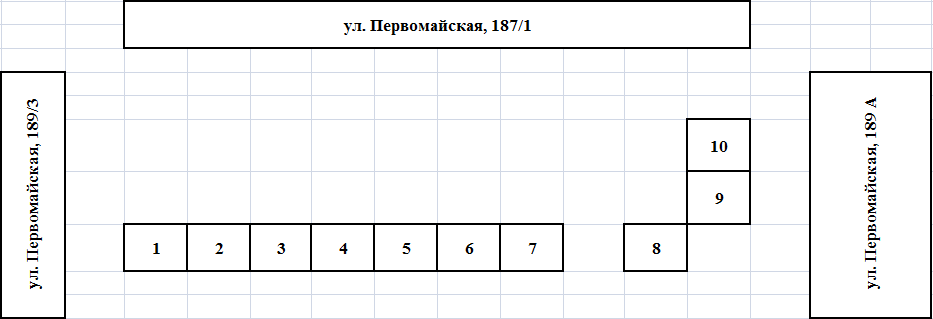 ул. Первомайская, 187/1
ул. Первомайская, 189/3
ул. Первомайская, 189 А
10
9
1 2 3 4 5 6 7 8